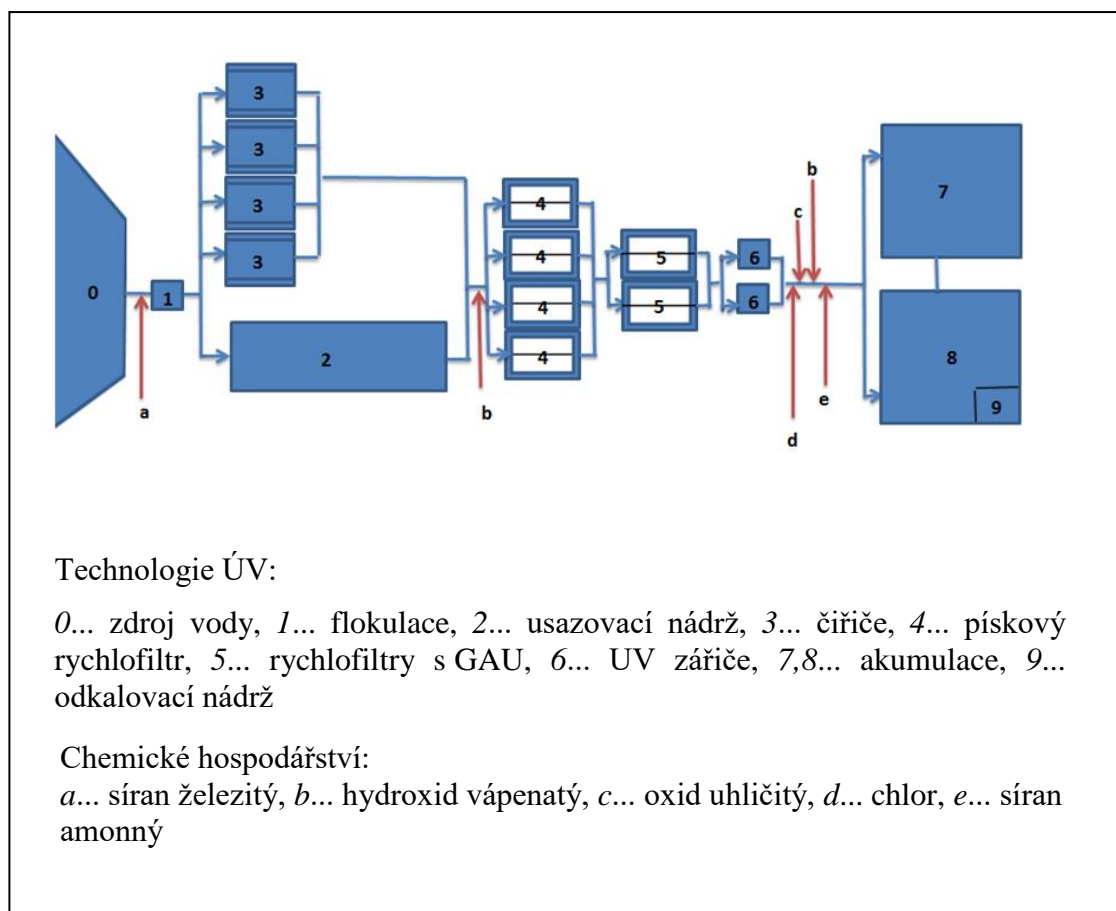 3
3
3
3
0
1
2
a
b
4
4
4
4
5
5
6
6
b
c
d
e
7
8
9
Technologie ÚV:
0... zdroj vody, 1... flokulace, 2... usazovací nádrž, 3... čiřiče, 4... pískový
rychlofiltr, 5... rychlofiltry s GAU, 6... UV zářiče, 7,8... akumulace, 9...
odkalovací nádrž
Chemické hospodářství:
a... síran železitý, b... hydroxid vápenatý, c... oxid uhličitý, d... chlor, e... síran
amonný